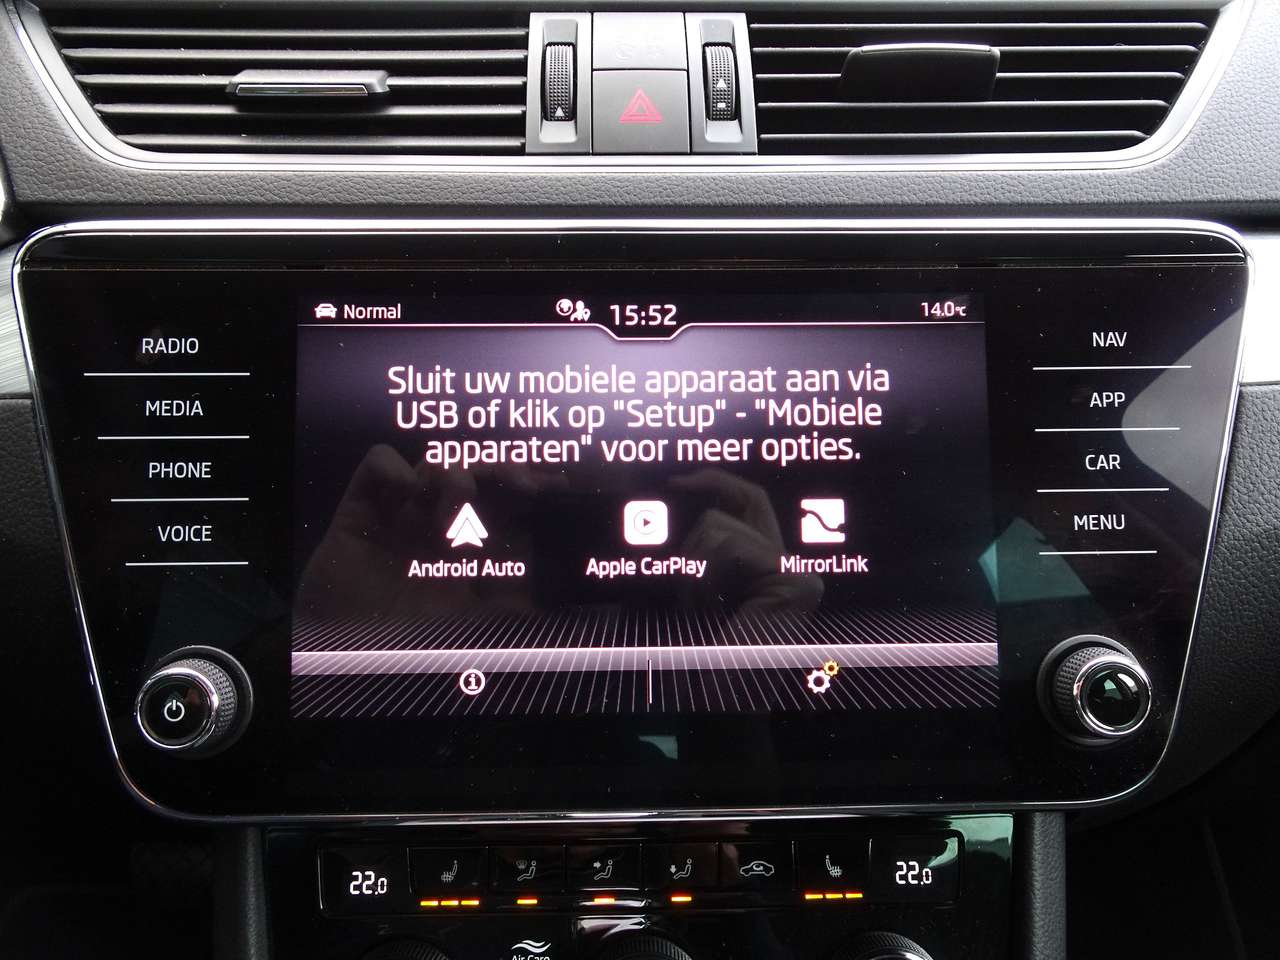 Normal
15:52
14.0°C
RADIO
MEDIA
PHONE
VOICE
Sluit uw mobiele apparaat aan via
USB of klik op "Setup" - "Mobiele
apparaten" voor meer opties.
Android Auto
Apple CarPlay
MirrorLink
NAV
APP
CAR
MENU
22.0
22.0
Air Care